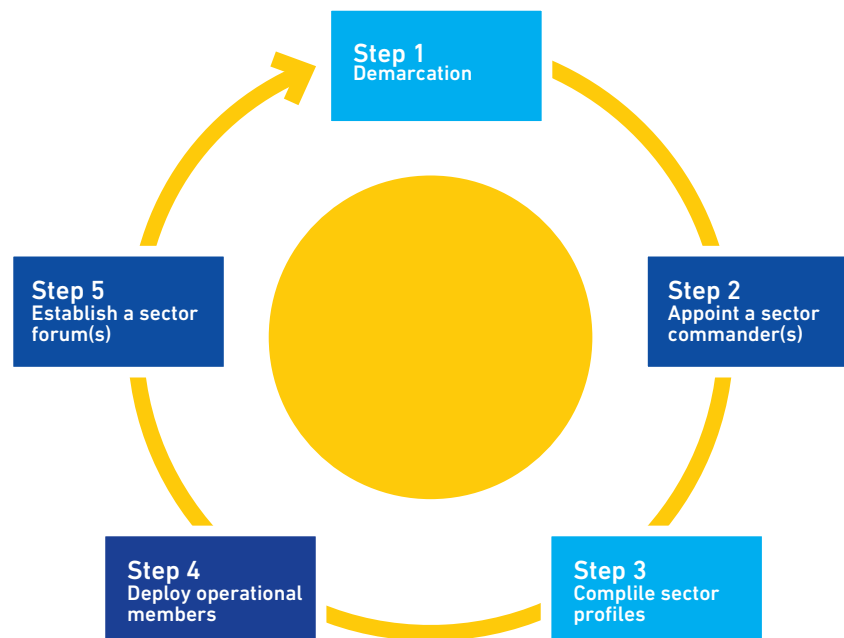 Step 1
Demarcation
Step 2
Appoint a sector
commander(s)
Step 3
Complile sector
profiles
Step 4
Deploy operational
members
Step 5
Establish a sector
forum(s)